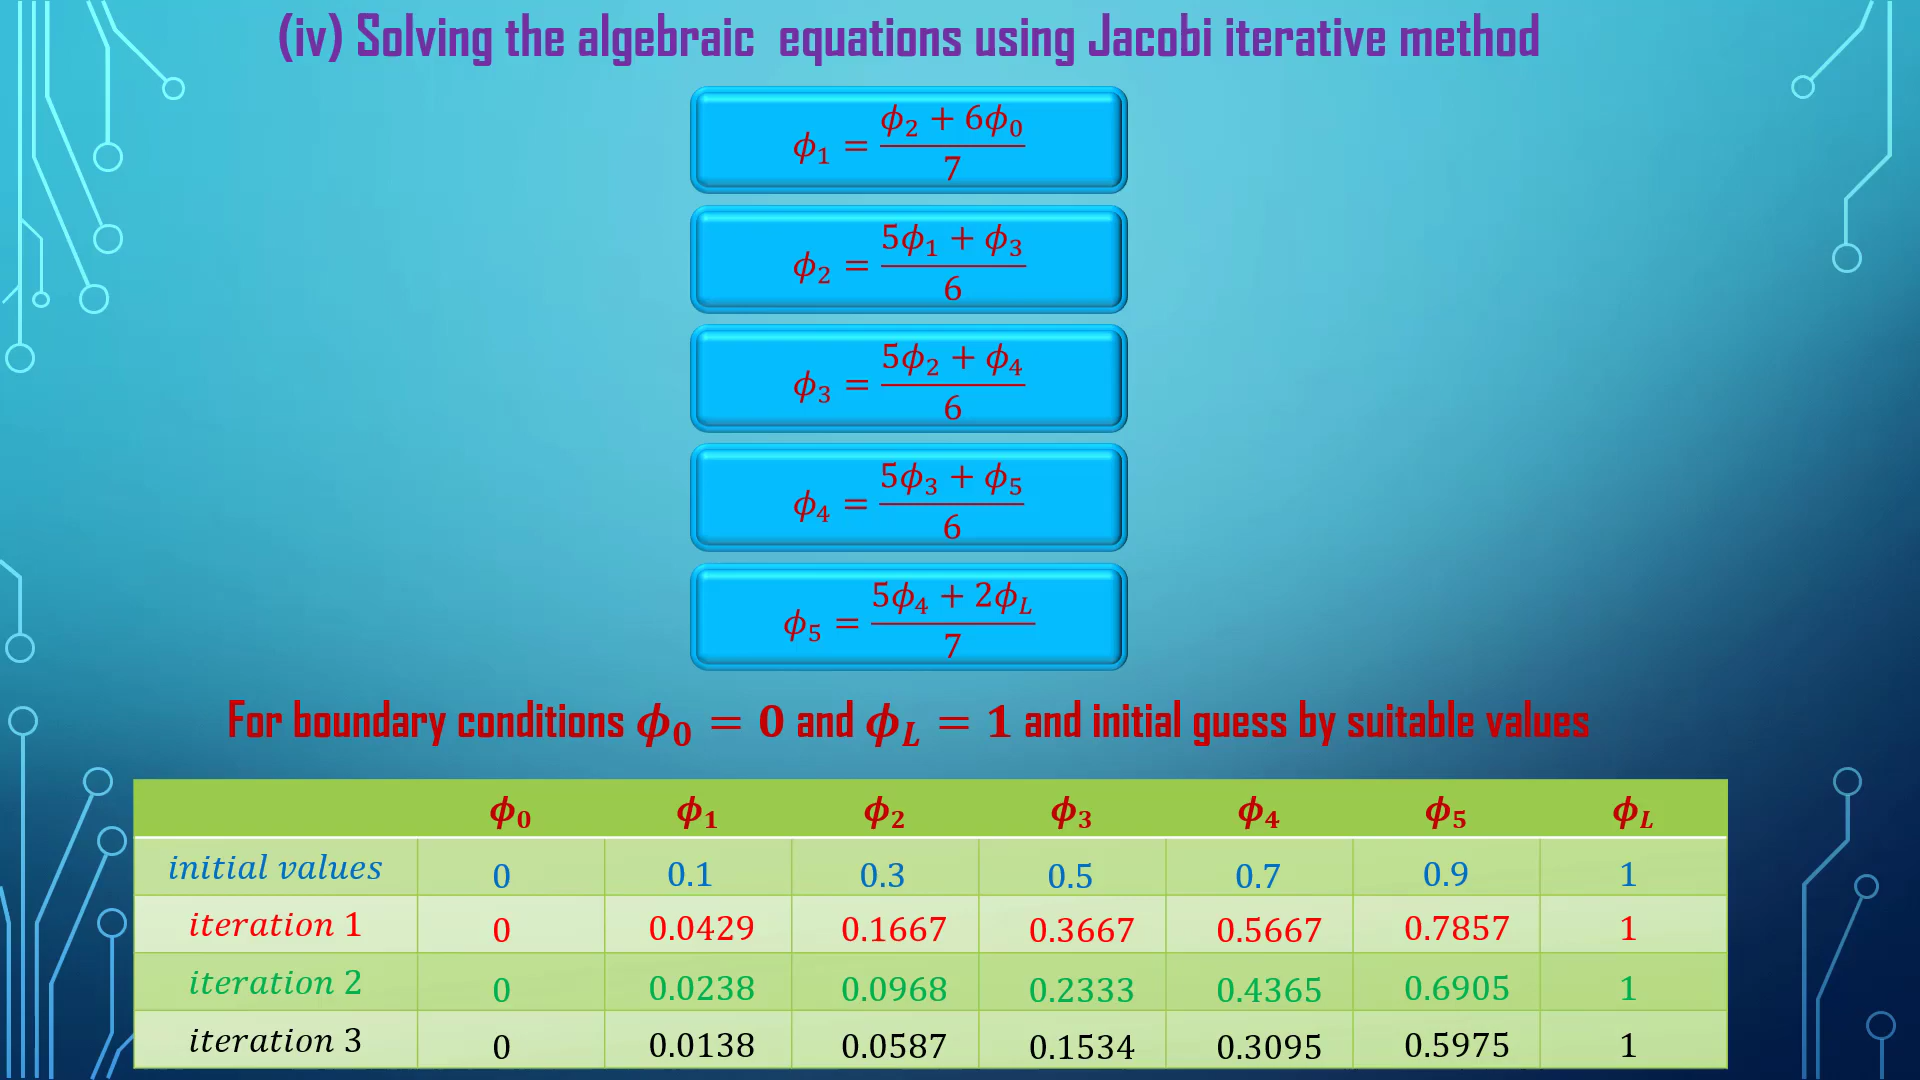 (iv) Solving the algebraic equations using Jacobi iterative method
ϕ₁ = (ϕ₂ + 6ϕ₀)/7
ϕ₂ = (5ϕ₁ + ϕ₃)/6
ϕ₃ = (5ϕ₂ + ϕ₄)/6
ϕ₄ = (5ϕ₃ + ϕ₅)/6
ϕ₅ = (5ϕ₄ + 2ϕ_L)/7
For boundary conditions ϕ₀ = 0 and ϕ_L = 1 and initial guess by suitable values
ϕ₀ ϕ₁ ϕ₂ ϕ₃ ϕ₄ ϕ₅ ϕ_L
initial values 0 0.1 0.3 0.5 0.7 0.9 1
iteration 1 0 0.0429 0.1667 0.3667 0.5667 0.7857 1
iteration 2 0 0.0238 0.0968 0.2333 0.4365 0.6905 1
iteration 3 0 0.0138 0.0587 0.1534 0.3095 0.5975 1